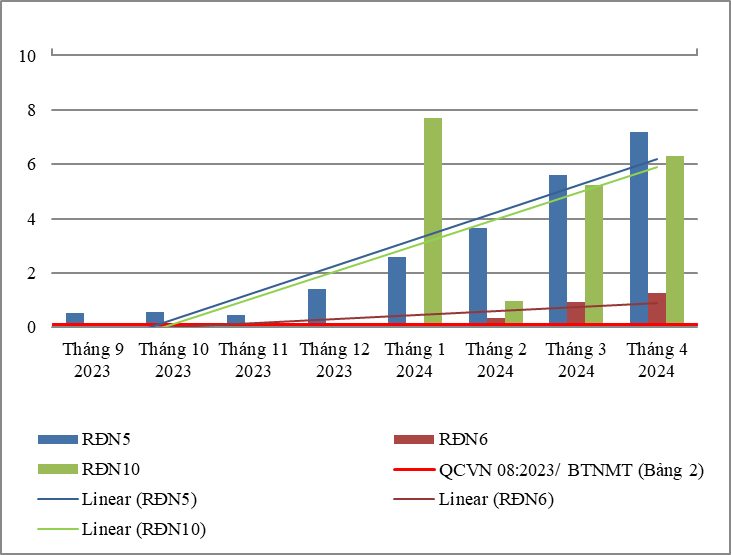 10
8
6
4
2
0
Tháng 9 2023
Tháng 10 2023
Tháng 11 2023
Tháng 12 2023
Tháng 1 2024
Tháng 2 2024
Tháng 3 2024
Tháng 4 2024
RĐN5
RĐN6
RĐN10
QCVN 08:2023/ BTNMT (Bảng 2)
Linear (RĐN5)
Linear (RĐN6)
Linear (RĐN10)